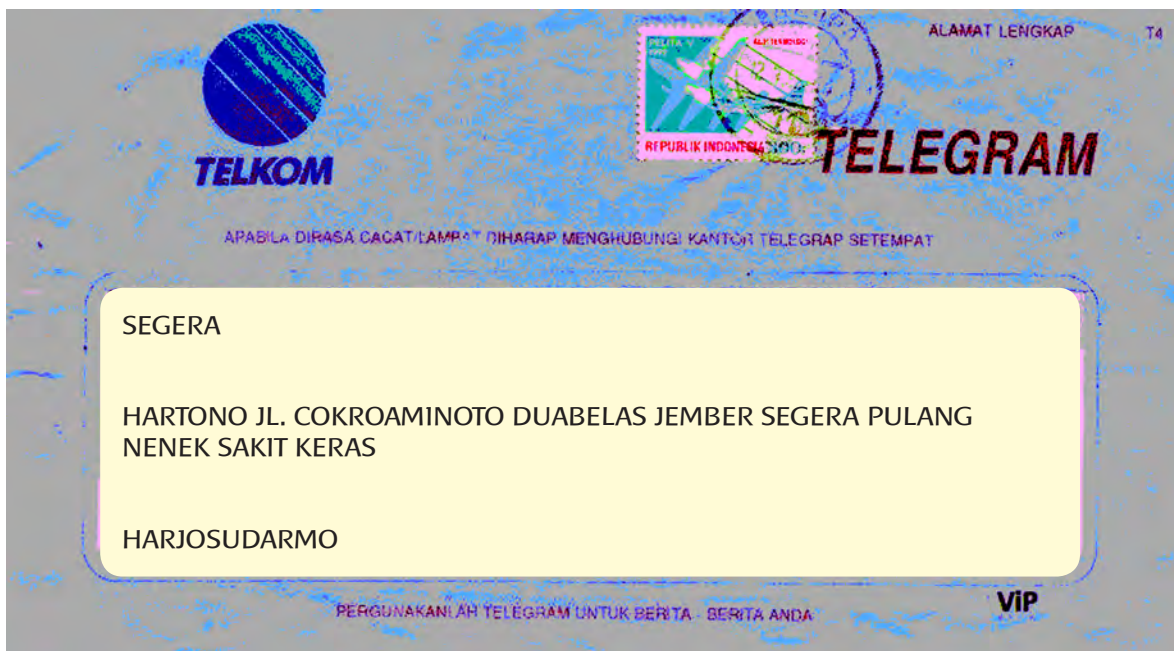 TELKOM
PELITA V
REPUBLIK INDONESIA
ALAMAT LENGKAP T4
TELEGRAM
APABILA DIRASA CACAT/LAMBAT DIHARAP MENGHUBUNGI KANTOR TELEGRAP SETEMPAT
SEGERA
HARTONO JL. COKROAMINOTO DUABELAS JEMBER SEGERA PULANG
NENEK SAKIT KERAS
HARJOSUDARMO
PERGUNAKANLAH TELEGRAM UNTUK BERITA - BERITA ANDA
ViP